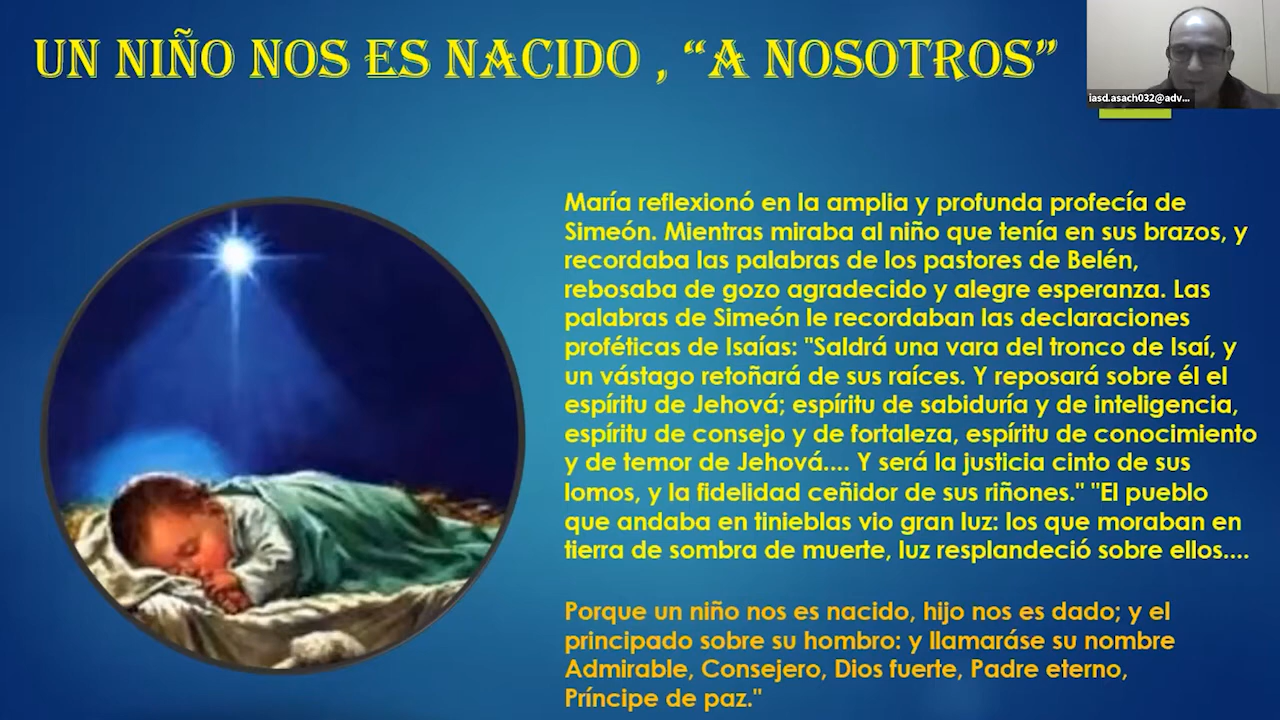 UN NIÑO NOS ES NACIDO , “A NOSOTROS”
iasd.asach032@adv...
María reflexionó en la amplia y profunda profecía de
Simeón. Mientras miraba al niño que tenía en sus brazos, y
recordaba las palabras de los pastores de Belén,
rebosaba de gozo agradecido y alegre esperanza. Las
palabras de Simeón le recordaban las declaraciones
proféticas de Isaías: "Saldrá una vara del tronco de Isaí, y
un vástago retoñará de sus raíces. Y reposará sobre él el
espíritu de Jehová; espíritu de sabiduría y de inteligencia,
espíritu de consejo y de fortaleza, espíritu de conocimiento
y de temor de Jehová.... Y será la justicia cinto de sus
lomos, y la fidelidad ceñidor de sus riñones." "El pueblo
que andaba en tinieblas vio gran luz: los que moraban en
tierra de sombra de muerte, luz resplandeció sobre ellos....
Porque un niño nos es nacido, hijo nos es dado; y el
principado sobre su hombro: y llamaráse su nombre
Admirable, Consejero, Dios fuerte, Padre eterno,
Príncipe de paz."